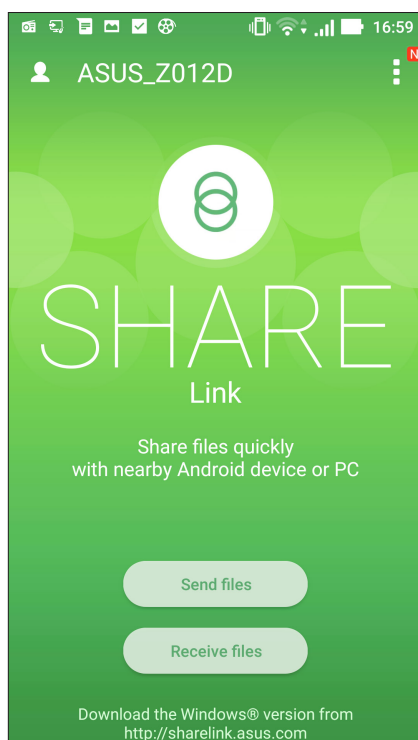 16:59
ASUS_Z012D
N
SHARE
Link
Share files quickly
with nearby Android device or PC
Send files
Receive files
Download the Windows® version from
http://sharelink.asus.com